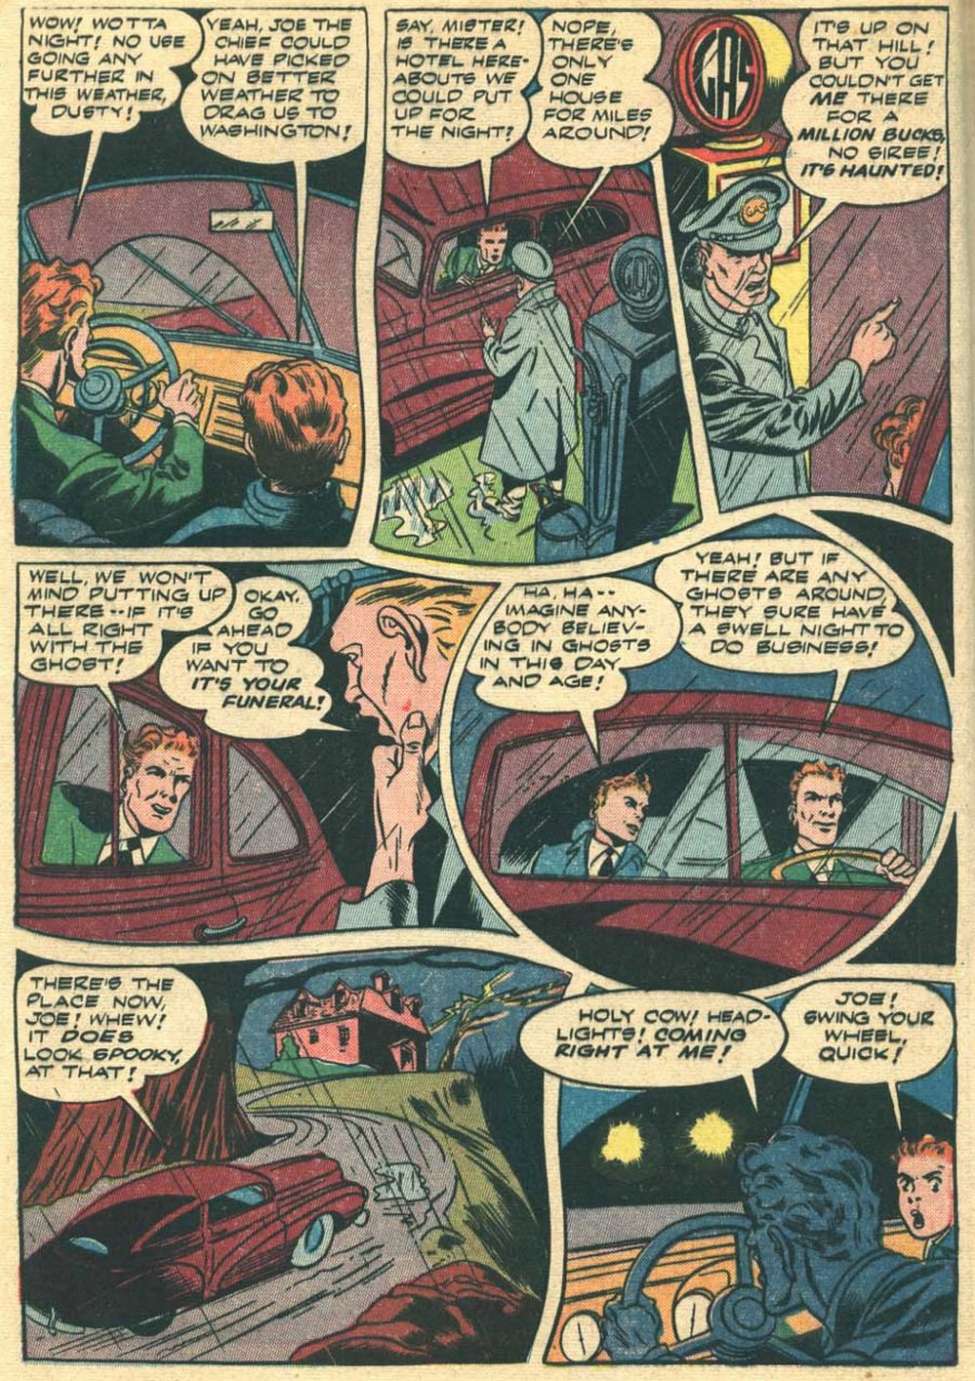 WOW! WOTTA
NIGHT! NO USE
GOING ANY
FURTHER IN
THIS WEATHER,
DUSTY!
YEAH, JOE THE
CHIEF COULD
HAVE PICKED
ON BETTER
WEATHER TO
DRAG US TO
WASHINGTON!
SAY, MISTER!
IS THERE A
HOTEL HERE-
ABOUTS WE
COULD PUT
UP FOR
THE NIGHT?
NOPE,
THERE'S
ONLY
ONE
HOUSE
FOR MILES
AROUND!
GAS
GAS
IT'S UP ON
THAT HILL!
BUT YOU
COULDN'T GET
ME THERE
FOR A
MILLION BUCKS,
NO SIREE!
IT'S HAUNTED!
GAS
WELL, WE WON'T
MIND PUTTING UP
THERE--IF IT'S
ALL RIGHT
WITH THE
GHOST!
OKAY,
GO
AHEAD
IF YOU
WANT TO
IT'S YOUR
FUNERAL!
HA, HA--
IMAGINE ANY-
BODY BELIEV-
ING IN GHOSTS
IN THIS DAY
AND AGE!
YEAH! BUT IF
THERE ARE ANY
GHOSTS AROUND,
THEY SURE HAVE
A SWELL NIGHT TO
DO BUSINESS!
THERE'S THE
PLACE NOW,
JOE! WHEW!
IT DOES
LOOK SPOOKY,
AT THAT!
HOLY COW! HEAD-
LIGHTS! COMING
RIGHT AT ME!
JOE!
SWING YOUR
WHEEL,
QUICK!